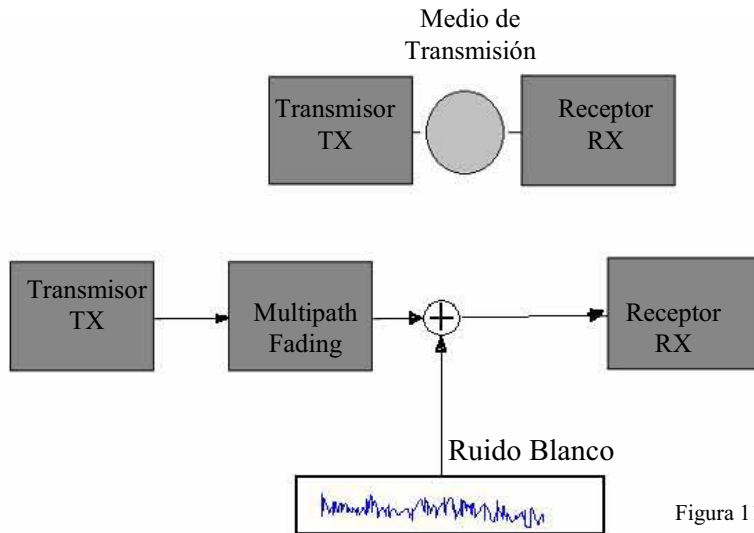 Medio de
Transmisión
Transmisor
TX
Receptor
RX
Transmisor
TX
Multipath
Fading
Receptor
RX
Ruido Blanco
Figura 1